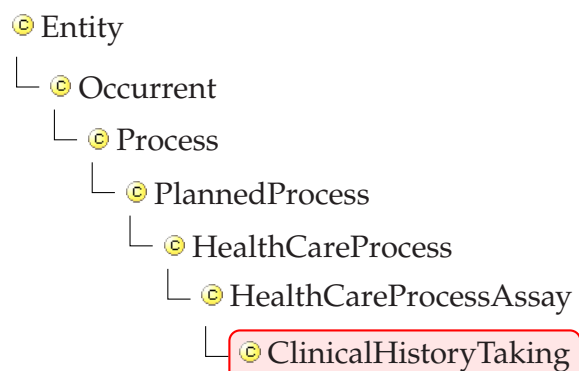 Entity
Occurrent
Process
PlannedProcess
HealthCareProcess
HealthCareProcessAssay
ClinicalHistoryTaking